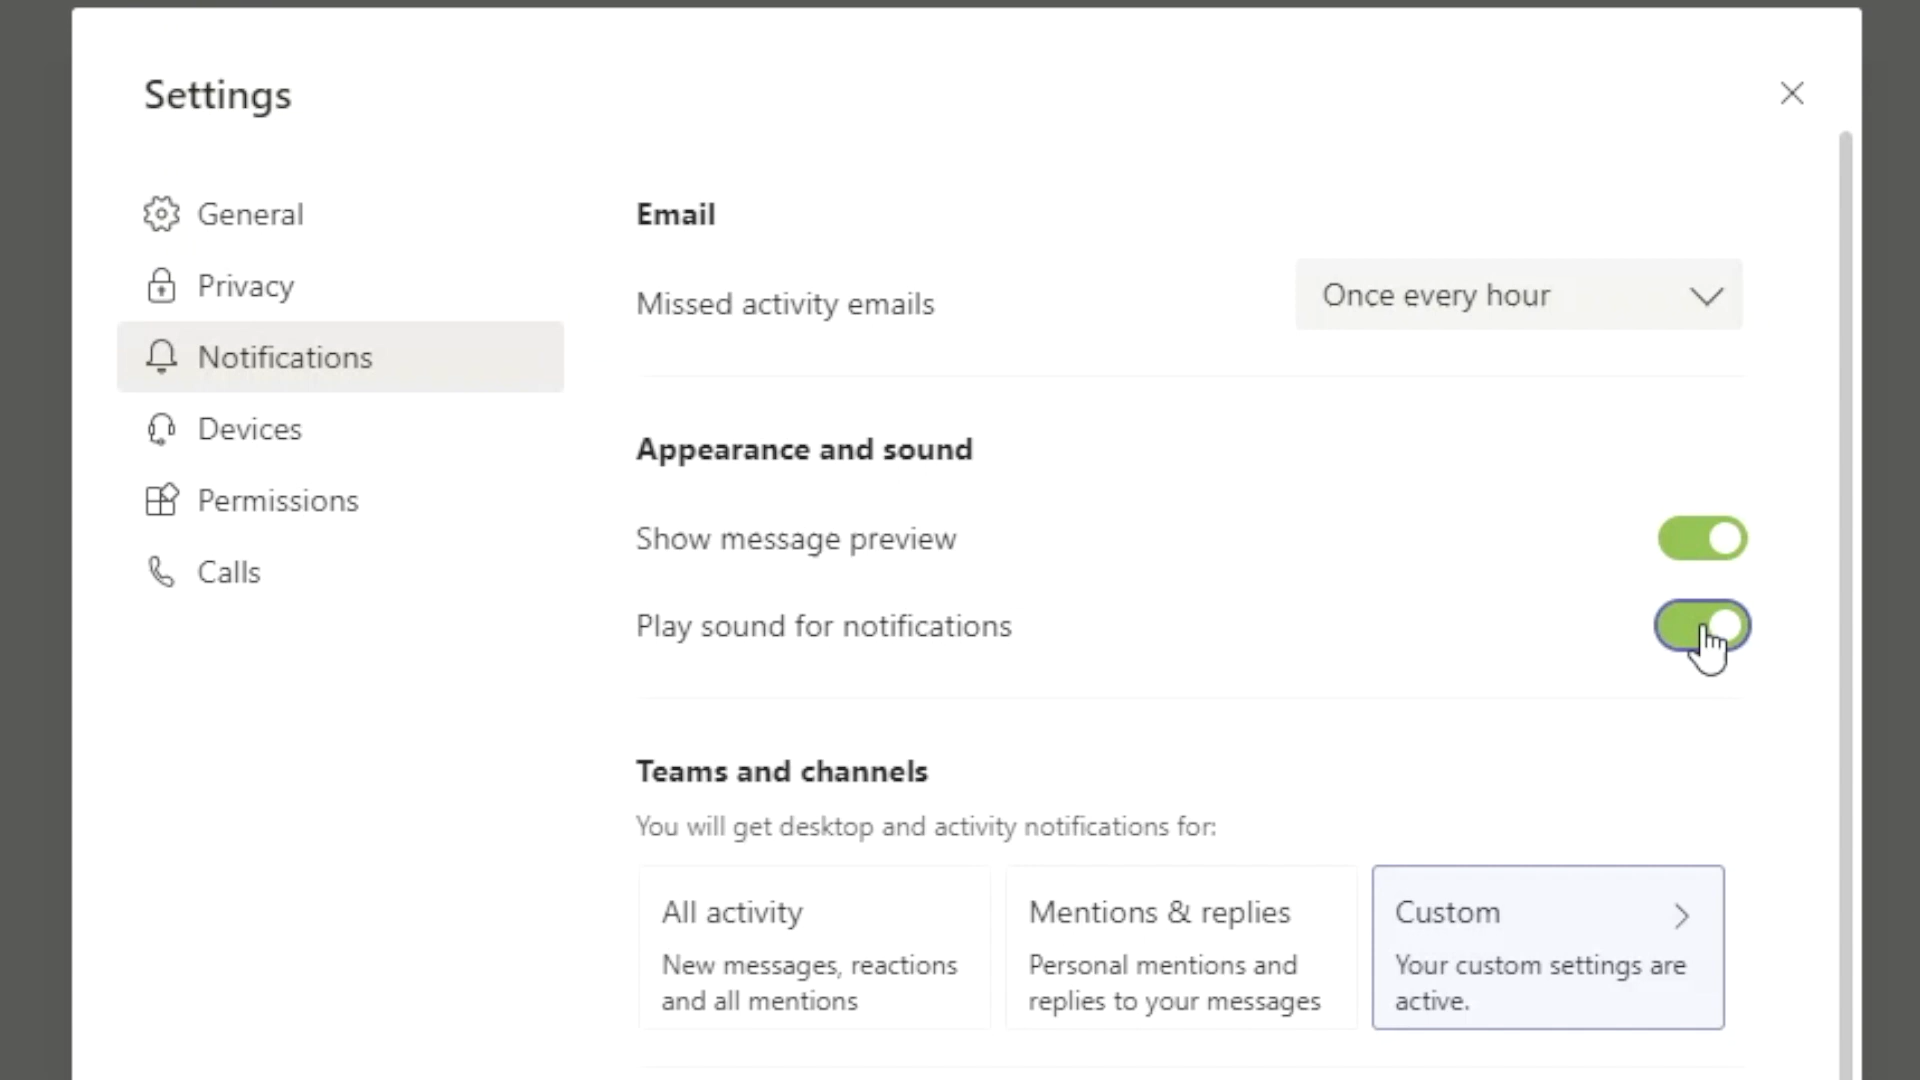 Settings
General
Privacy
Notifications
Devices
Permissions
Calls
Email
Missed activity emails
Once every hour
Appearance and sound
Show message preview
Play sound for notifications
Teams and channels
You will get desktop and activity notifications for:
All activity
New messages, reactions
and all mentions
Mentions & replies
Personal mentions and
replies to your messages
Custom
Your custom settings are
active.